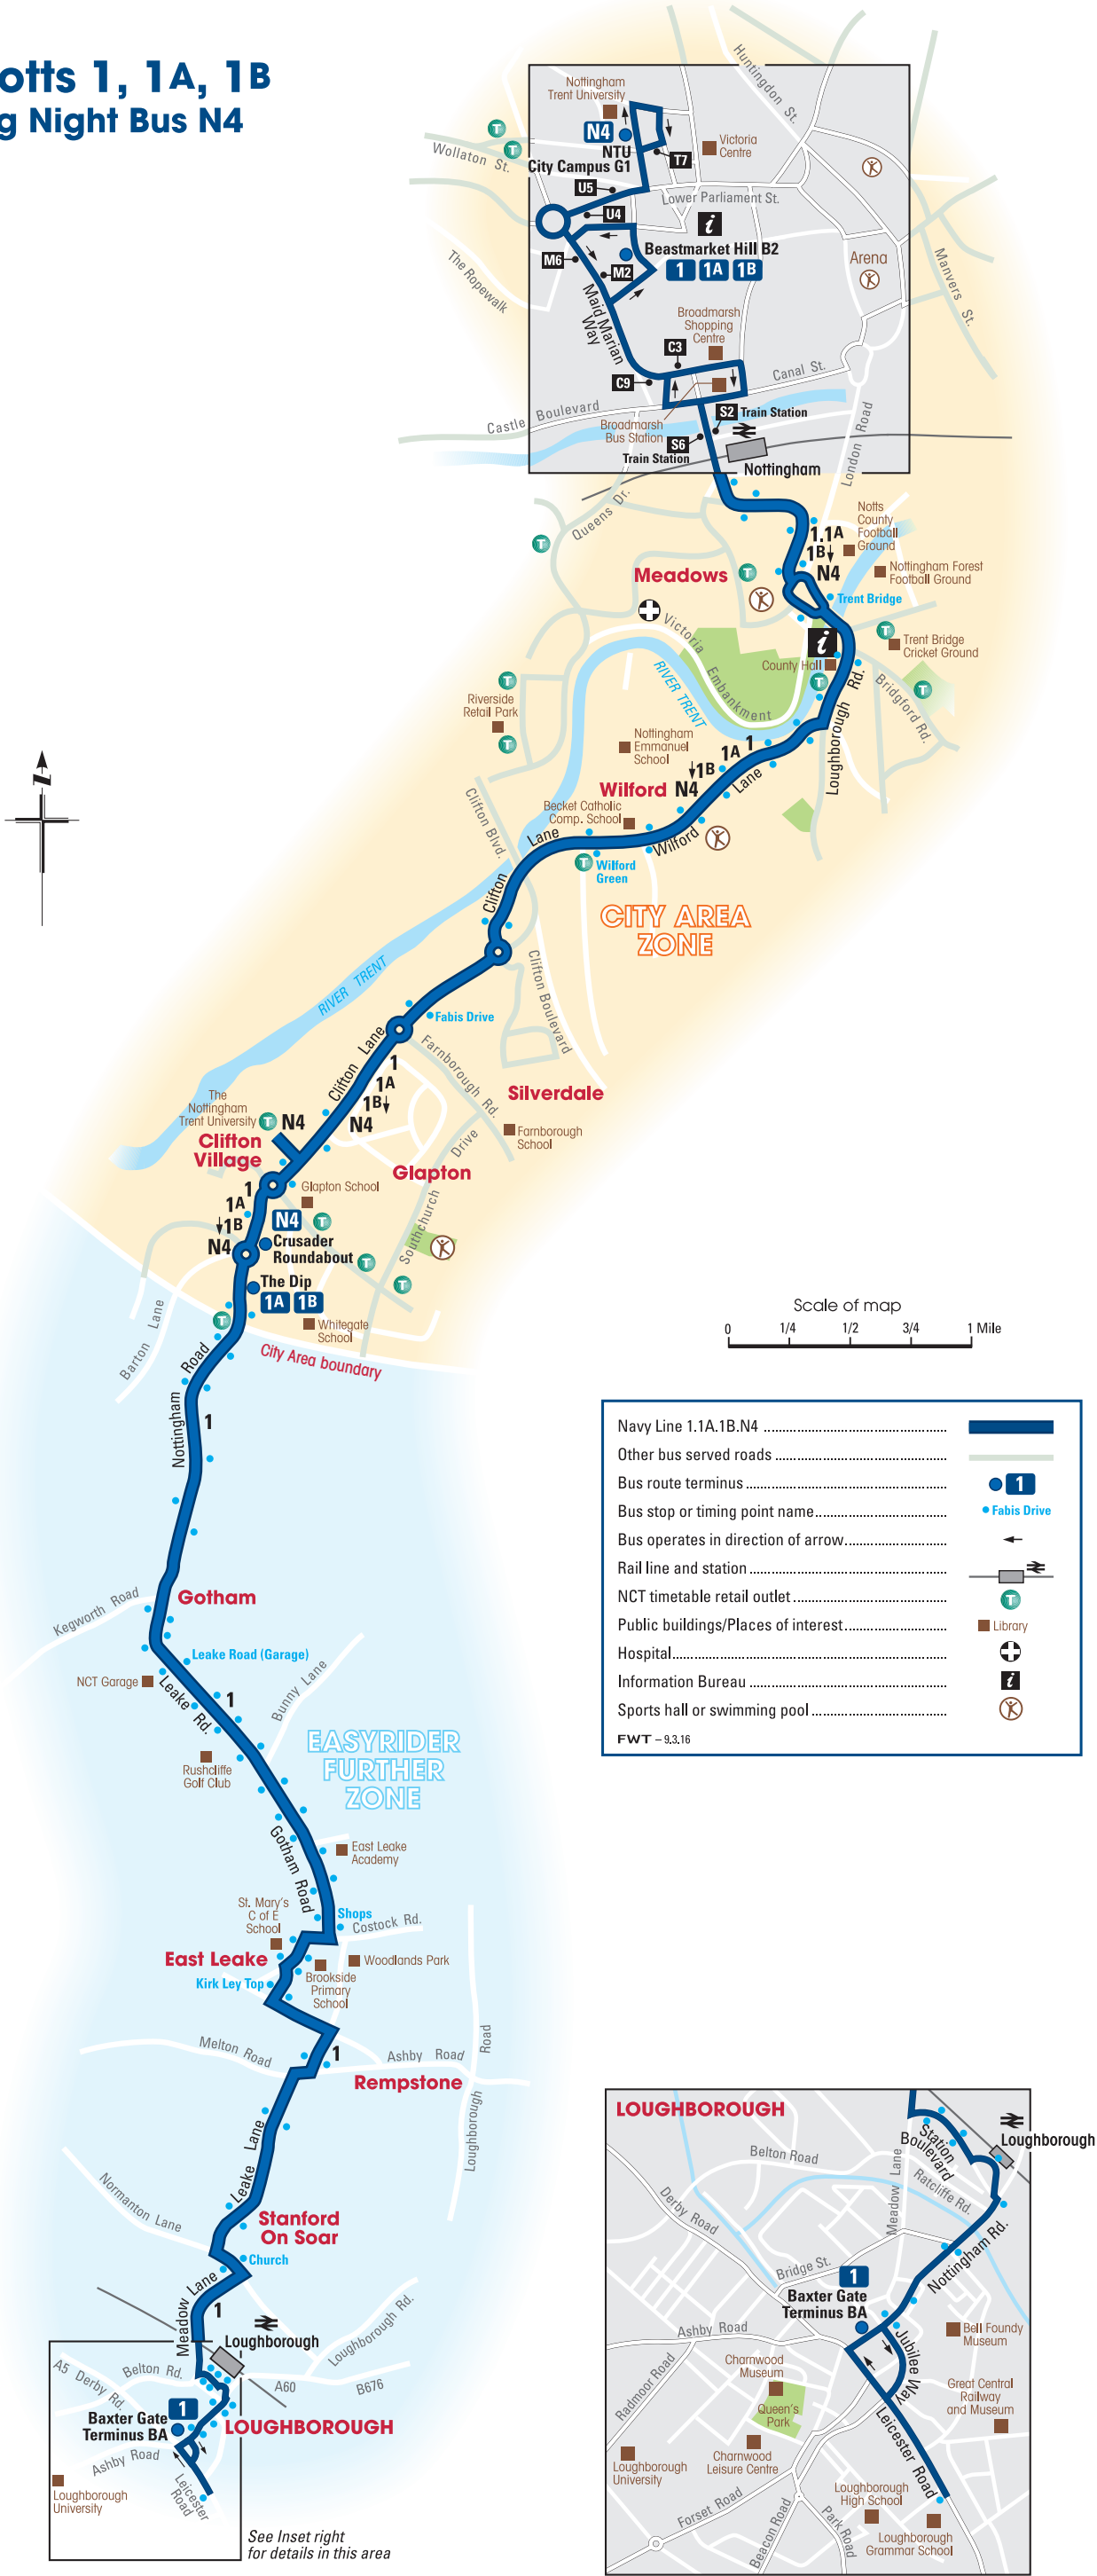 otts 1, 1A, 1B
g Night Bus N4
Huntingdon St.
Nottingham
Trent University
N4
NTU
City Campus G1
T7
Victoria
Centre
Wollaton St.
U5
Lower Parliament St.
U4
i
Beastmarket Hill B2
1 1A 1B
M6
M2
The Ropewalk
Maid Marian
Way
Arena
Manvers St.
Broadmarsh
Shopping
Centre
C3
C9
Canal St.
Castle Boulevard
S2 Train Station
Broadmarsh
Bus Station
S6
Train Station
Nottingham
London Road
Queens Dr.
T
Notts
County
Football
Ground
1.1A
1B
N4
Nottingham Forest
Football Ground
Meadows
Trent Bridge
Victoria Embankment
i
Trent Bridge
Cricket Ground
County Hall
RIVER TRENT
Bridgford Rd.
Loughborough Rd.
Riverside
Retail Park
Nottingham
Emmanuel
School
1A 1
1B
N4
Wilford
Becket Catholic
Comp. School
Wilford Lane
Clifton Blvd.
Wilford
Green
Clifton Lane
CITY AREA
ZONE
Clifton Boulevard
RIVER TRENT
Fabis Drive
Clifton Lane
1
1A
1B
N4
Farnborough Rd.
Silverdale
Farnborough
School
The
Nottingham
Trent University
N4
Clifton
Village
Glapton
Southchurch Drive
Glapton School
1
1A
1B
N4
N4
Crusader
Roundabout
The Dip
1A 1B
Whitegate
School
Barton Lane
City Area boundary
Nottingham Road
1
Scale of map
0 1/4 1/2 3/4 1 Mile
Navy Line 1.1A.1B.N4
Other bus served roads
Bus route terminus 1
Bus stop or timing point name Fabis Drive
Bus operates in direction of arrow
Rail line and station
NCT timetable retail outlet T
Public buildings/Places of interest Library
Hospital
Information Bureau i
Sports hall or swimming pool
FWT – 9.3.16
Kegworth Road
Gotham
Leake Road (Garage)
NCT Garage
Leake Rd.
1
Bunny Lane
Rushcliffe
Golf Club
EASYRIDER
FURTHER
ZONE
Gotham Road
East Leake
Academy
St. Mary's
C of E
School
Shops
Costock Rd.
East Leake
Woodlands Park
Kirk Ley Top
Brookside
Primary
School
Melton Road
1
Ashby Road
Rempstone
Loughborough Road
Leake Lane
Normanton Lane
Stanford
On Soar
Church
Meadow Lane
1
Loughborough
Loughborough Rd.
A5 Derby Rd.
Belton Rd.
A60
B676
1
Baxter Gate
Terminus BA
LOUGHBOROUGH
Ashby Road
Leicester
Road
Loughborough
University
See Inset right
for details in this area
LOUGHBOROUGH
Loughborough
Station
Boulevard
Belton Road
Meadow Lane
Ratcliffe Rd.
Derby Road
Nottingham Rd.
Bridge St.
1
Baxter Gate
Terminus BA
Ashby Road
Jubilee Way
Bell Foundy
Museum
Radmoor Road
Charnwood
Museum
Queen's
Park
Great Central
Railway
and Museum
Leicester Road
Charnwood
Leisure Centre
Loughborough
University
Loughborough
High School
Forset Road
Beacon Road
Park Road
Loughborough
Grammar School